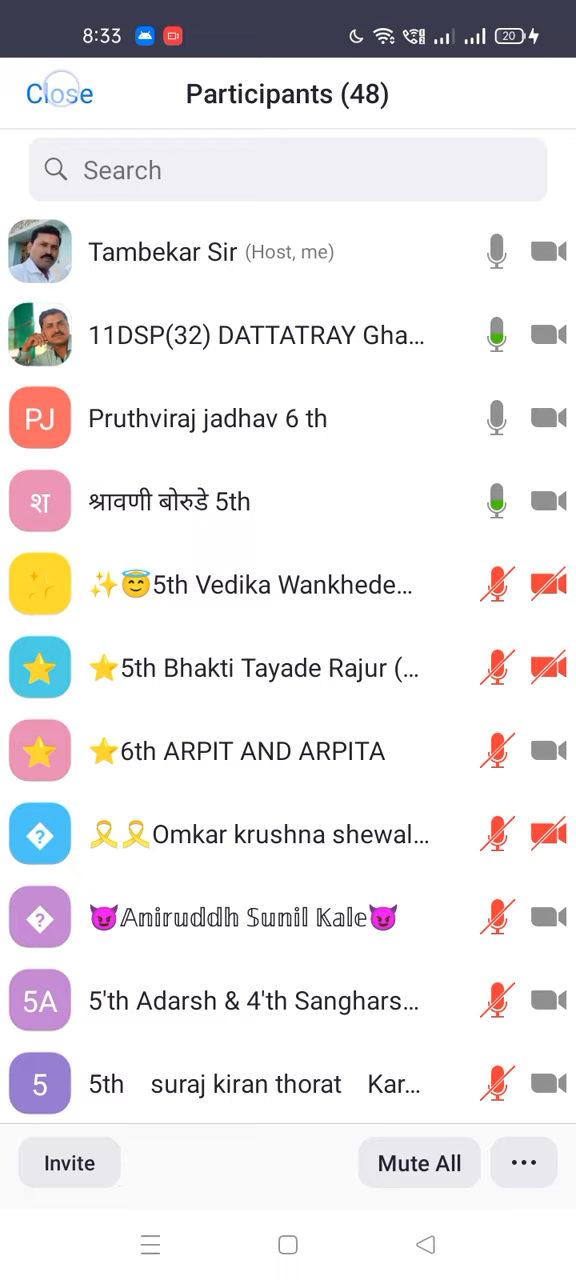 8:33
20
Close
Participants (48)
Search
Tambekar Sir (Host, me)
11DSP(32) DATTATRAY Gha...
PJ Pruthviraj jadhav 6 th
श श्रावणी बोरुडे 5th
✨😇5th Vedika Wankhede...
⭐5th Bhakti Tayade Rajur (...
⭐6th ARPIT AND ARPITA
🎗🎗Omkar krushna shewal...
😈𝔸𝕟𝕚𝕣𝕦𝕕𝕕𝕙 𝕊𝕦𝕟𝕚𝕝 𝕂𝕒𝕝𝕖😈
5A 5'th Adarsh & 4'th Sanghars...
5 5th suraj kiran thorat Kar...
Invite
Mute All